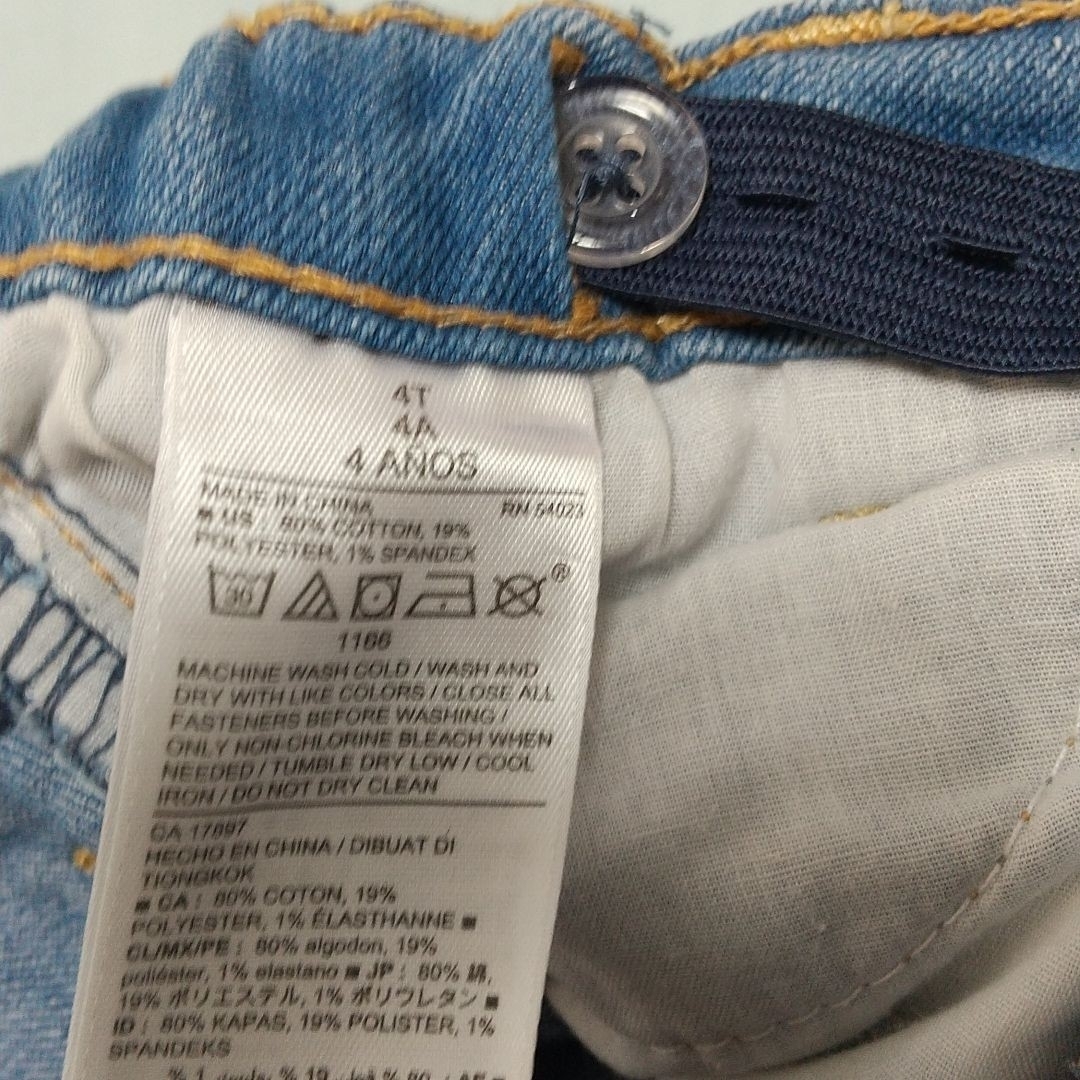 4T
4A
4 AÑOS
MADE IN CHINA RN 54023
■ US : 80% COTTON, 19%
POLYESTER, 1% SPANDEX
30
®
1166
MACHINE WASH COLD / WASH AND
DRY WITH LIKE COLORS / CLOSE ALL
FASTENERS BEFORE WASHING /
ONLY NON-CHLORINE BLEACH WHEN
NEEDED / TUMBLE DRY LOW / COOL
IRON / DO NOT DRY CLEAN
CA 17897
HECHO EN CHINA / DIBUAT DI
TIONGKOK
■ CA : 80% COTON, 19%
POLYESTER, 1% ÉLASTHANNE ■
CL/MX/PE : 80% algodon, 19%
poliéster, 1% elastano ■ JP : 80% 綿,
19% ポリエステル, 1% ポリウレタン ■
ID : 80% KAPAS, 19% POLISTER, 1%
SPANDEKS